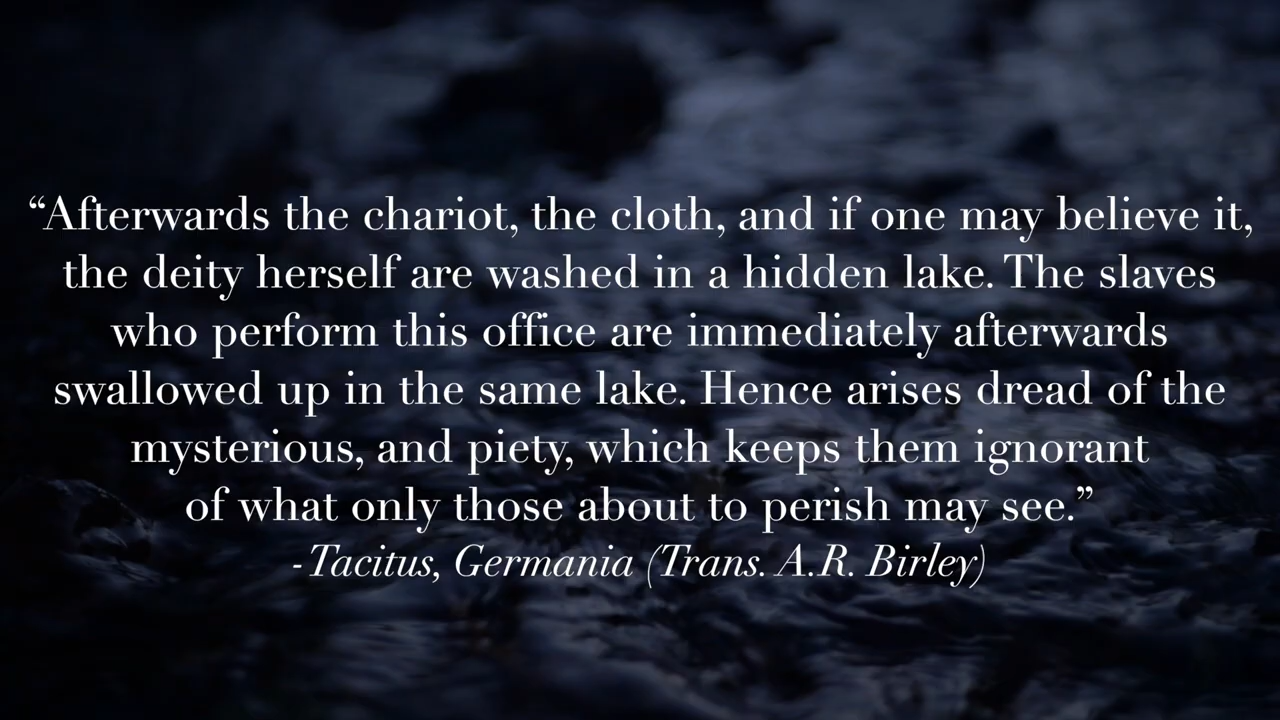 “Afterwards the chariot, the cloth, and if one may believe it,
the deity herself are washed in a hidden lake. The slaves
who perform this office are immediately afterwards
swallowed up in the same lake. Hence arises dread of the
mysterious, and piety, which keeps them ignorant
of what only those about to perish may see.”
-Tacitus, Germania (Trans. A.R. Birley)